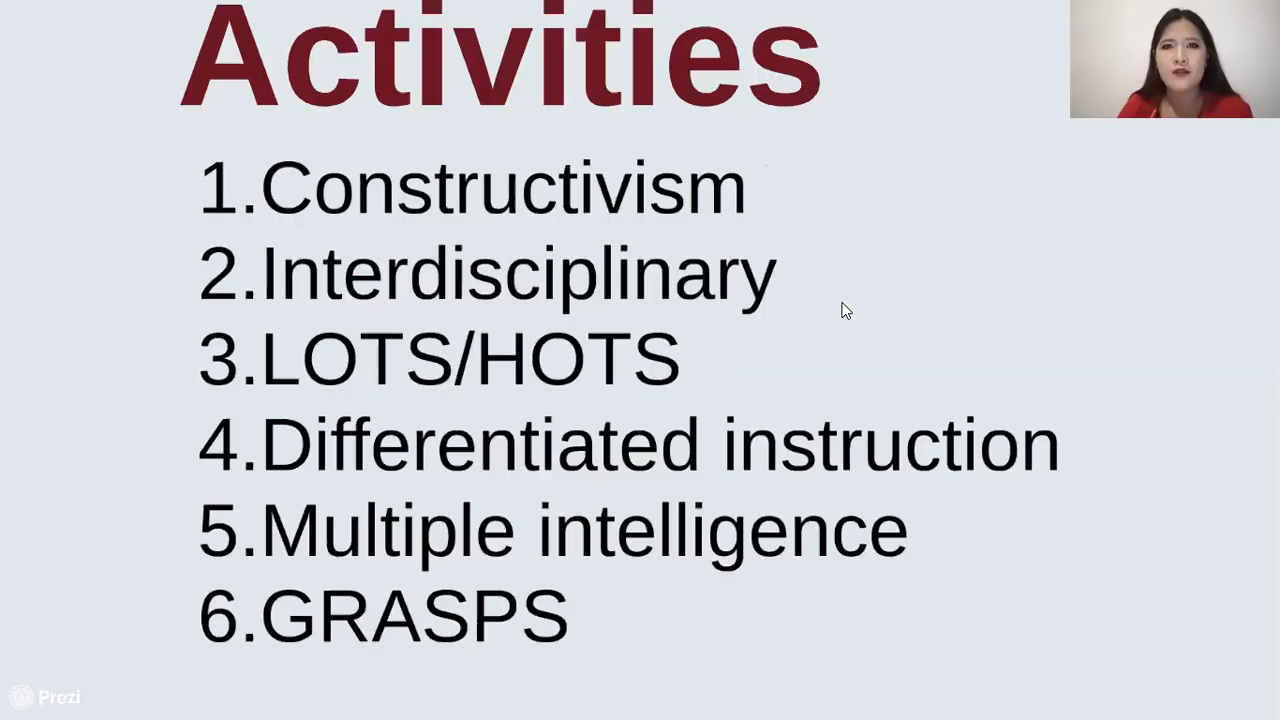 Activities
1.Constructivism
2.Interdisciplinary
3.LOTS/HOTS
4.Differentiated instruction
5.Multiple intelligence
6.GRASPS
Prezi